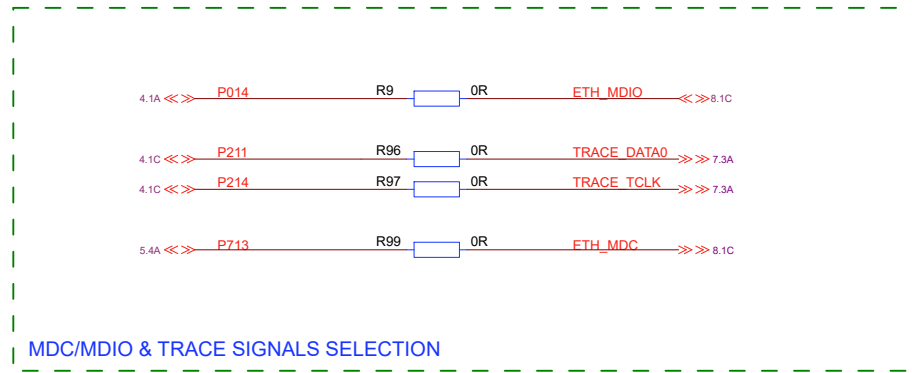 4.1A P014 R9 0R ETH_MDIO 8.1C
4.1C P211 R96 0R TRACE_DATA0 7.3A
4.1C P214 R97 0R TRACE_TCLK 7.3A
5.4A P713 R99 0R ETH_MDC 8.1C
MDC/MDIO & TRACE SIGNALS SELECTION